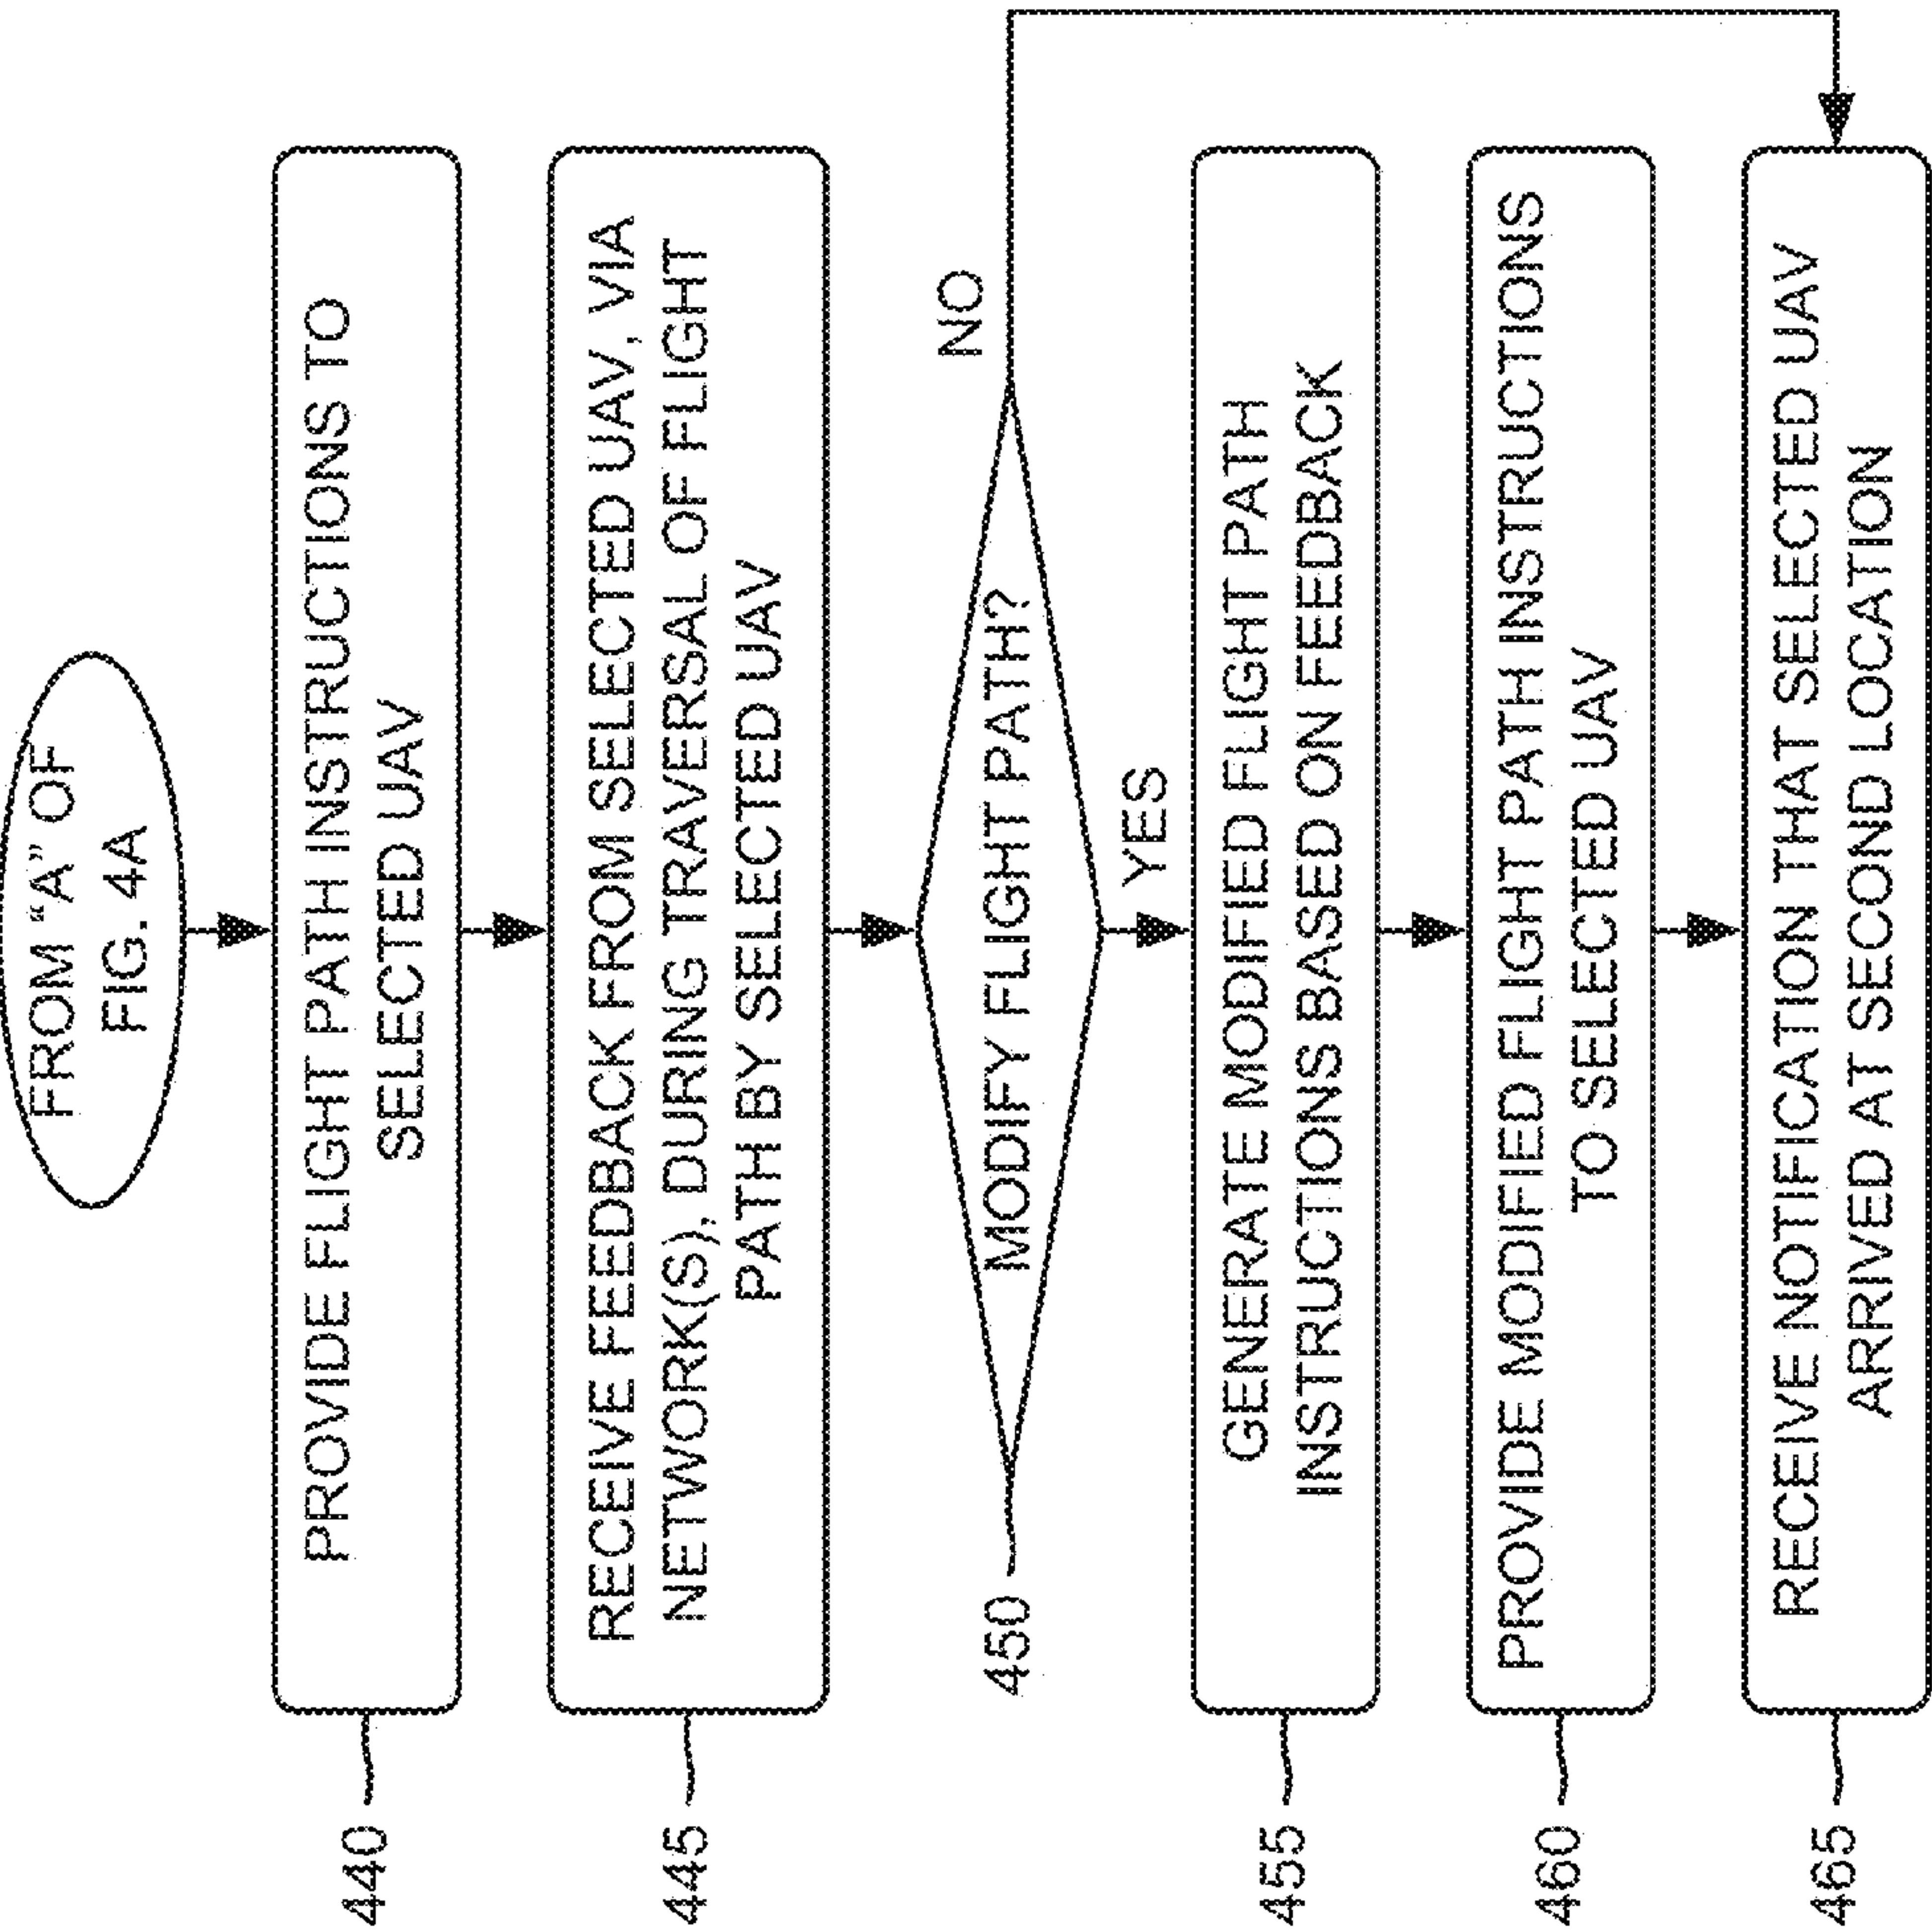 FROM "A" OF
FIG. 4A
440
PROVIDE FLIGHT PATH INSTRUCTIONS TO
SELECTED UAV
445
RECEIVE FEEDBACK FROM SELECTED UAV, VIA
NETWORK(S), DURING TRAVERSAL OF FLIGHT
PATH BY SELECTED UAV
450
MODIFY FLIGHT PATH?
NO
YES
455
GENERATE MODIFIED FLIGHT PATH
INSTRUCTIONS BASED ON FEEDBACK
460
PROVIDE MODIFIED FLIGHT PATH INSTRUCTIONS
TO SELECTED UAV
465
RECEIVE NOTIFICATION THAT SELECTED UAV
ARRIVED AT SECOND LOCATION